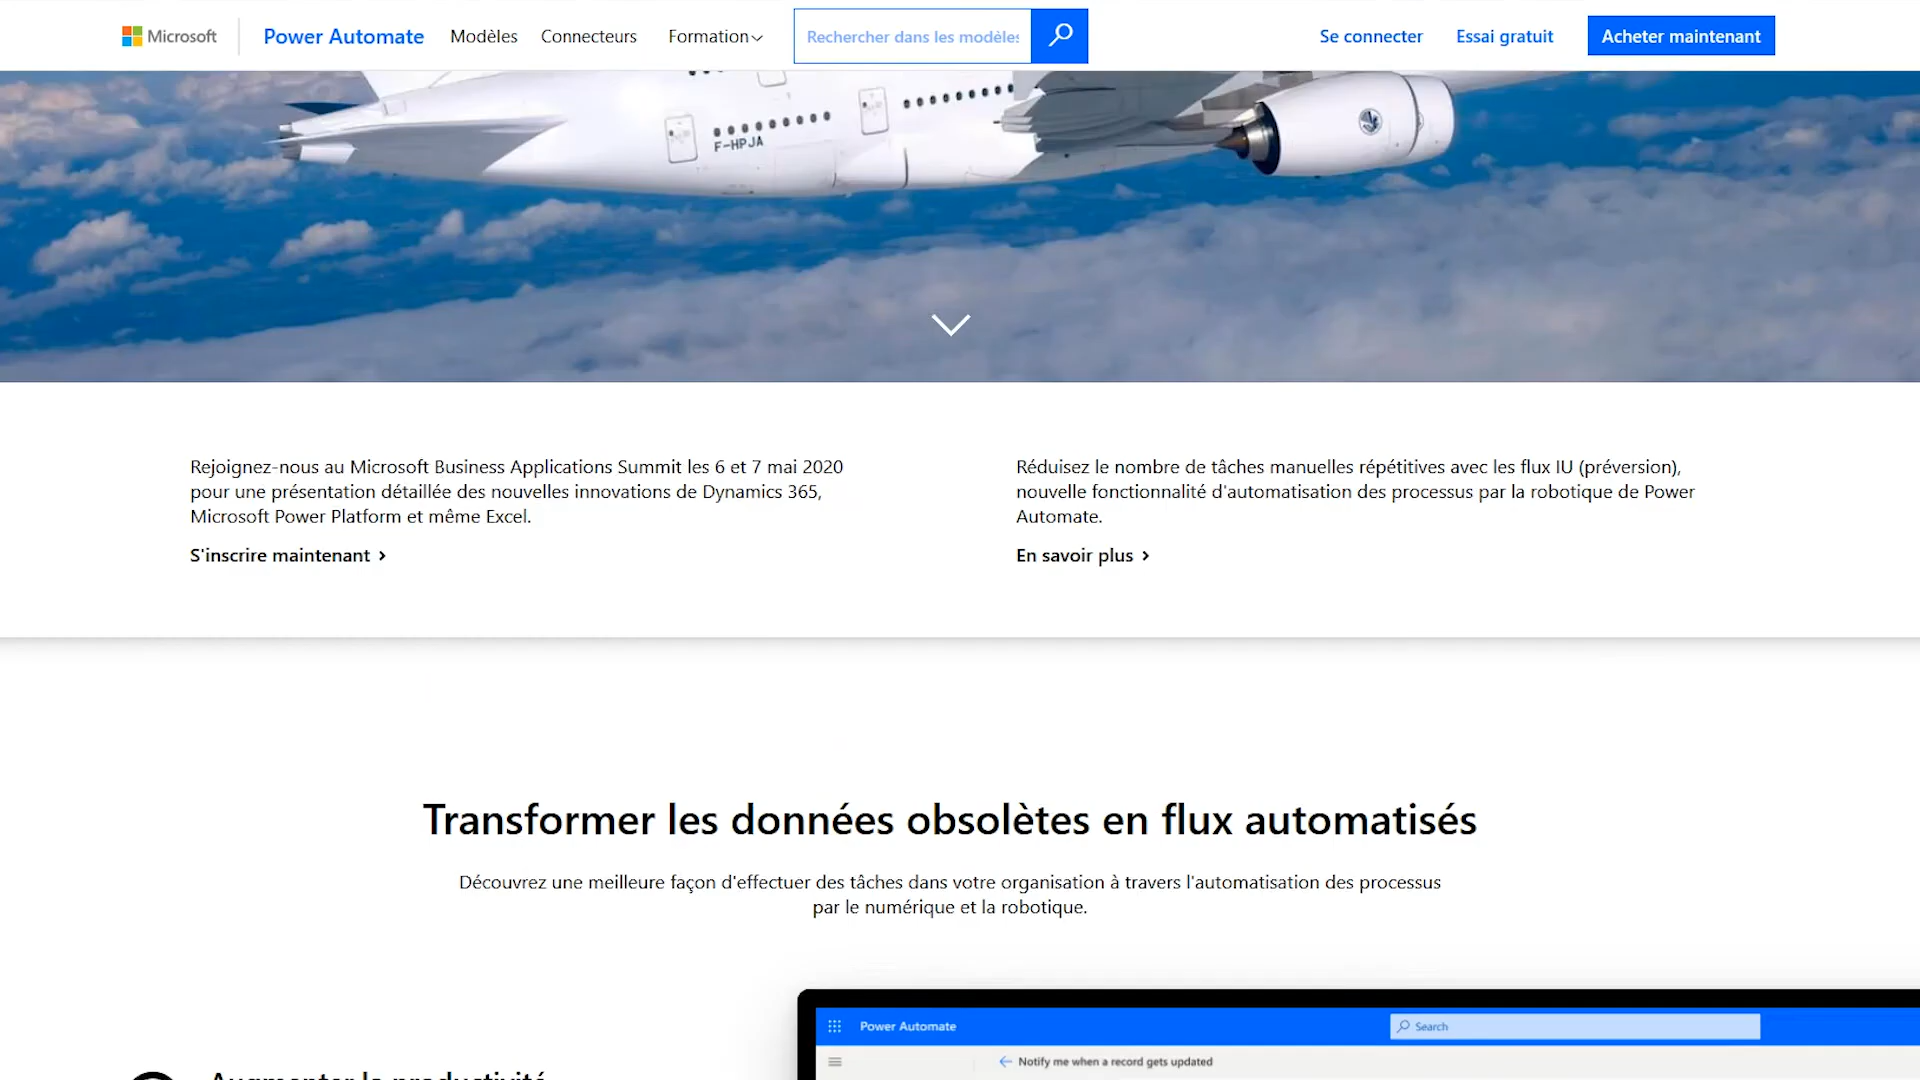 Microsoft
Power Automate
Modèles
Connecteurs
Formation
Rechercher dans les modèles
Se connecter
Essai gratuit
Acheter maintenant
F-HPJA
Rejoignez-nous au Microsoft Business Applications Summit les 6 et 7 mai 2020
pour une présentation détaillée des nouvelles innovations de Dynamics 365,
Microsoft Power Platform et même Excel.
S'inscrire maintenant
Réduisez le nombre de tâches manuelles répétitives avec les flux IU (préversion),
nouvelle fonctionnalité d'automatisation des processus par la robotique de Power
Automate.
En savoir plus
Transformer les données obsolètes en flux automatisés
Découvrez une meilleure façon d'effectuer des tâches dans votre organisation à travers l'automatisation des processus
par le numérique et la robotique.
Power Automate
Search
Notify me when a record gets updated
Augmenter la productivité